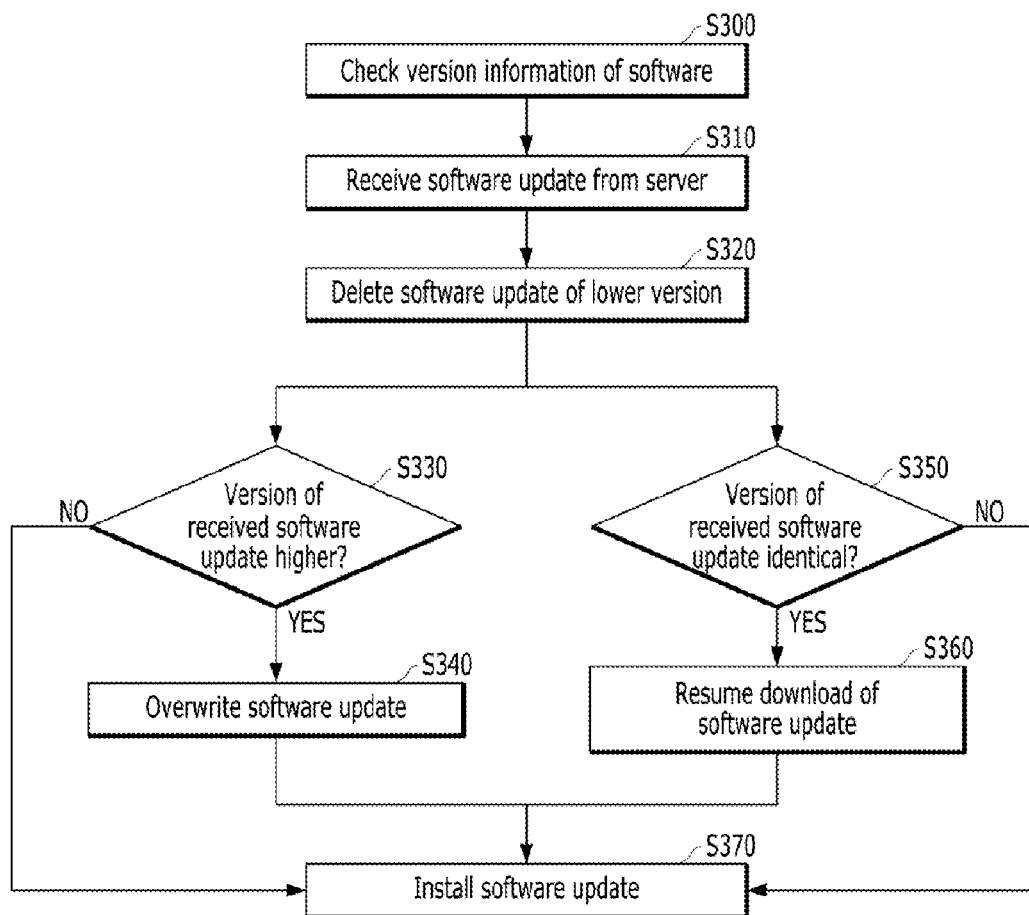 S300
Check version information of software
S310
Receive software update from server
S320
Delete software update of lower version
S330
Version of
received software
update higher?
NO
YES
S350
Version of
received software
update identical?
NO
YES
S340
Overwrite software update
S360
Resume download of
software update
S370
Install software update